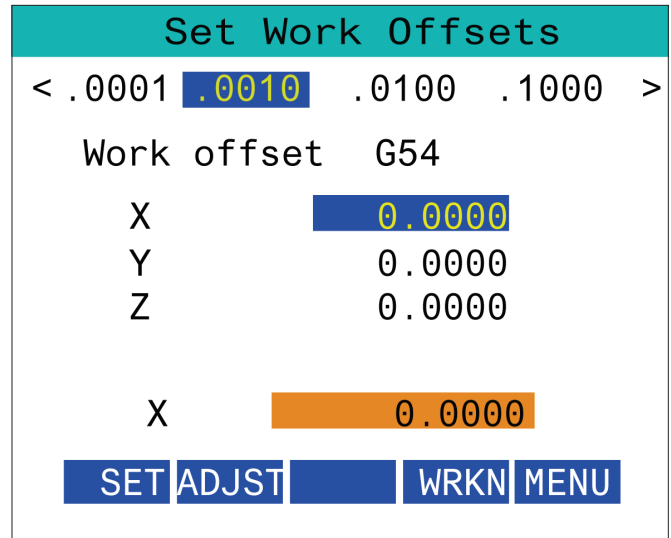 Set Work Offsets
< .0001 .0010 .0100 .1000 >
Work offset G54
X 0.0000
Y 0.0000
Z 0.0000
X 0.0000
SET ADJST WRKN MENU